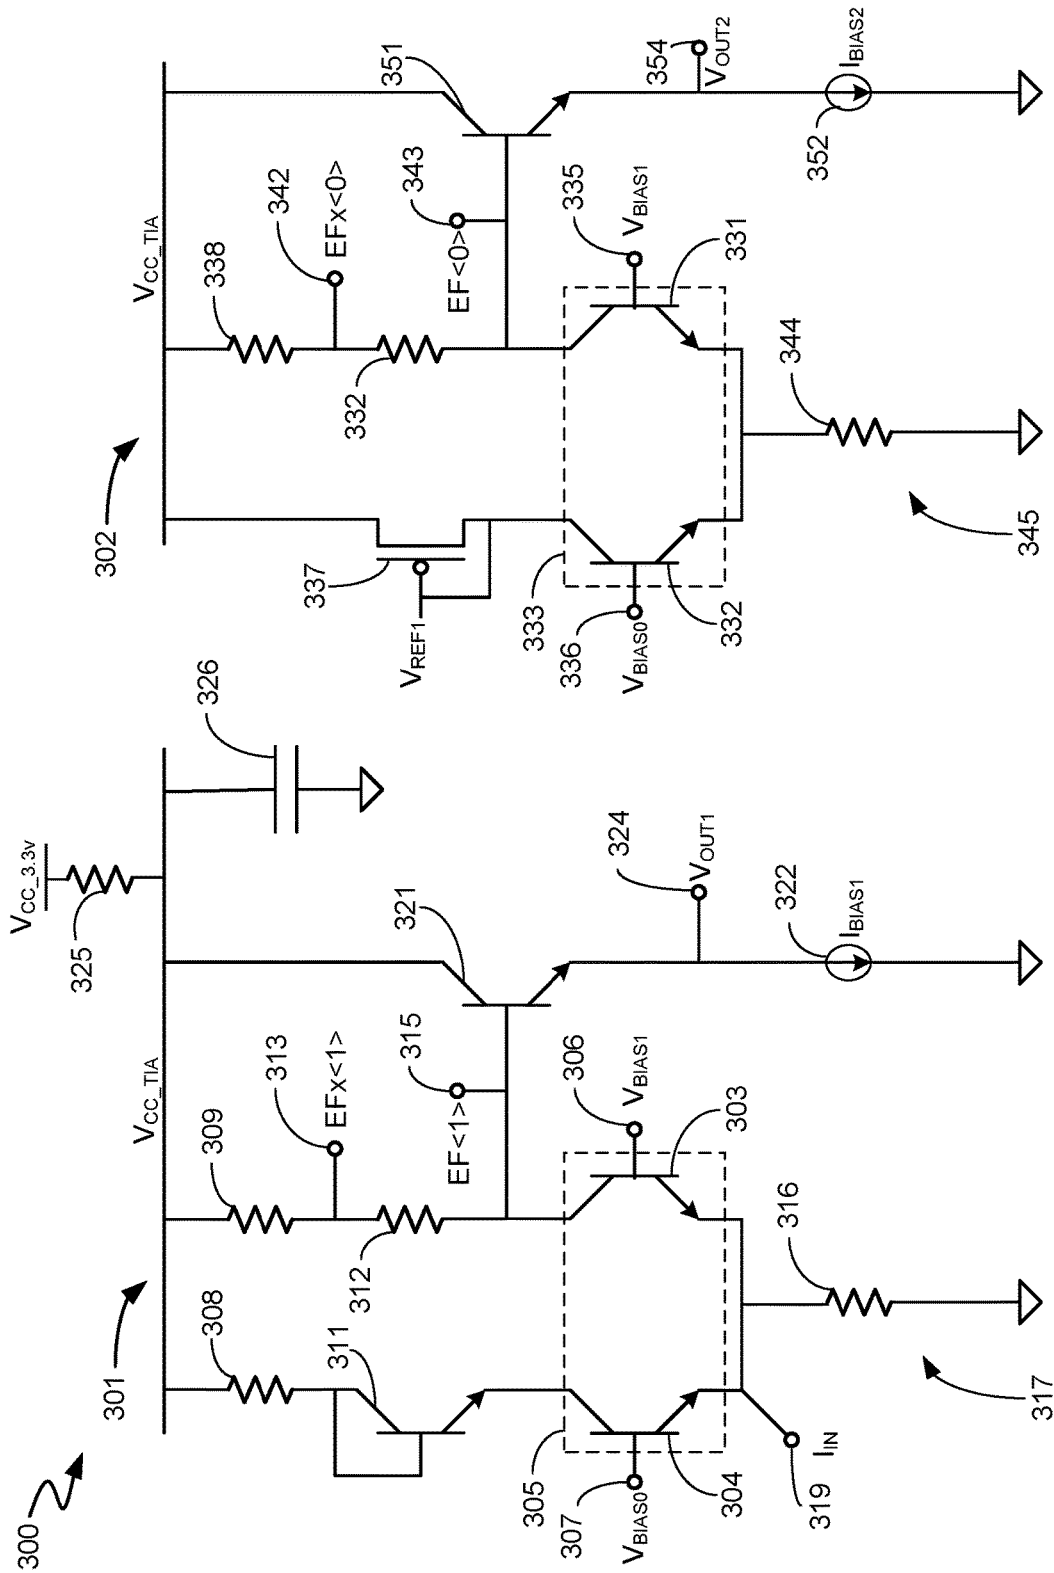 300
301
302
V_CC_3.3v
325
V_CC_TIA
V_CC_TIA
326
308
309
338
311
313
EFx<1>
312
342
EFx<0>
332
337
V_REF1
315
EF<1>
321
343
EF<0>
351
305
307
V_BIAS0
304
306
V_BIAS1
303
333
336
V_BIAS0
332
335
V_BIAS1
331
324
V_OUT1
354
V_OUT2
319
I_IN
316
317
322
I_BIAS1
344
345
352
I_BIAS2